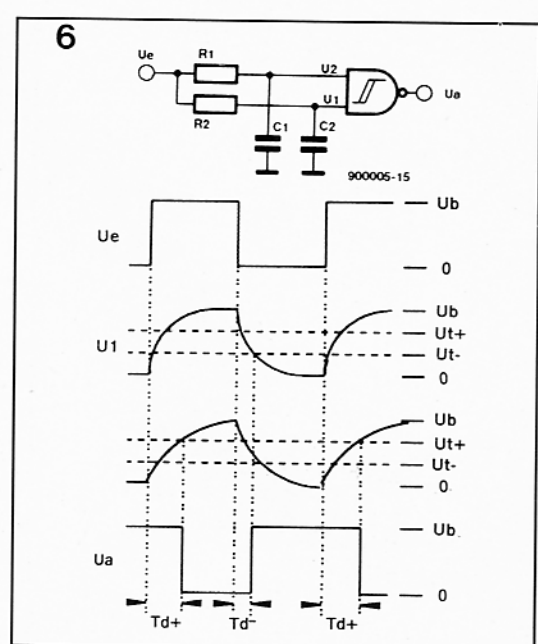 6
Ue
R1
U2
Ua
U1
R2
C1
C2
900005-15
Ub
Ue
0
Ub
Ut+
U1
Ut-
0
Ub
Ut+
Ut-
0
Ub
Ua
0
Td+
Td-
Td+